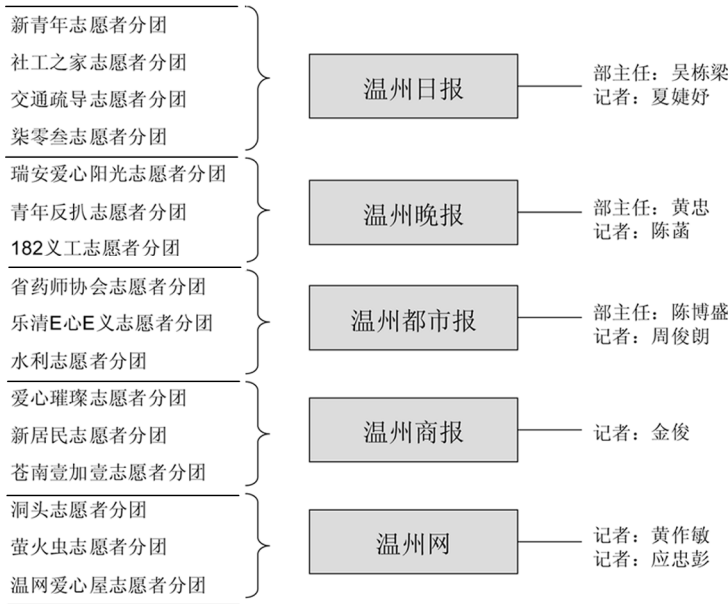 新青年志愿者分团
社工之家志愿者分团
交通疏导志愿者分团
柒零叁志愿者分团
温州日报
部主任：吴栋梁
记者：夏婕妤
瑞安爱心阳光志愿者分团
青年反扒志愿者分团
182义工志愿者分团
温州晚报
部主任：黄忠
记者：陈菡
省药师协会志愿者分团
乐清E心E义志愿者分团
水利志愿者分团
温州都市报
部主任：陈博盛
记者：周俊朗
爱心璀璨志愿者分团
新居民志愿者分团
苍南壹加壹志愿者分团
温州商报
记者：金俊
洞头志愿者分团
萤火虫志愿者分团
温网爱心屋志愿者分团
温州网
记者：黄作敏
记者：应忠彭